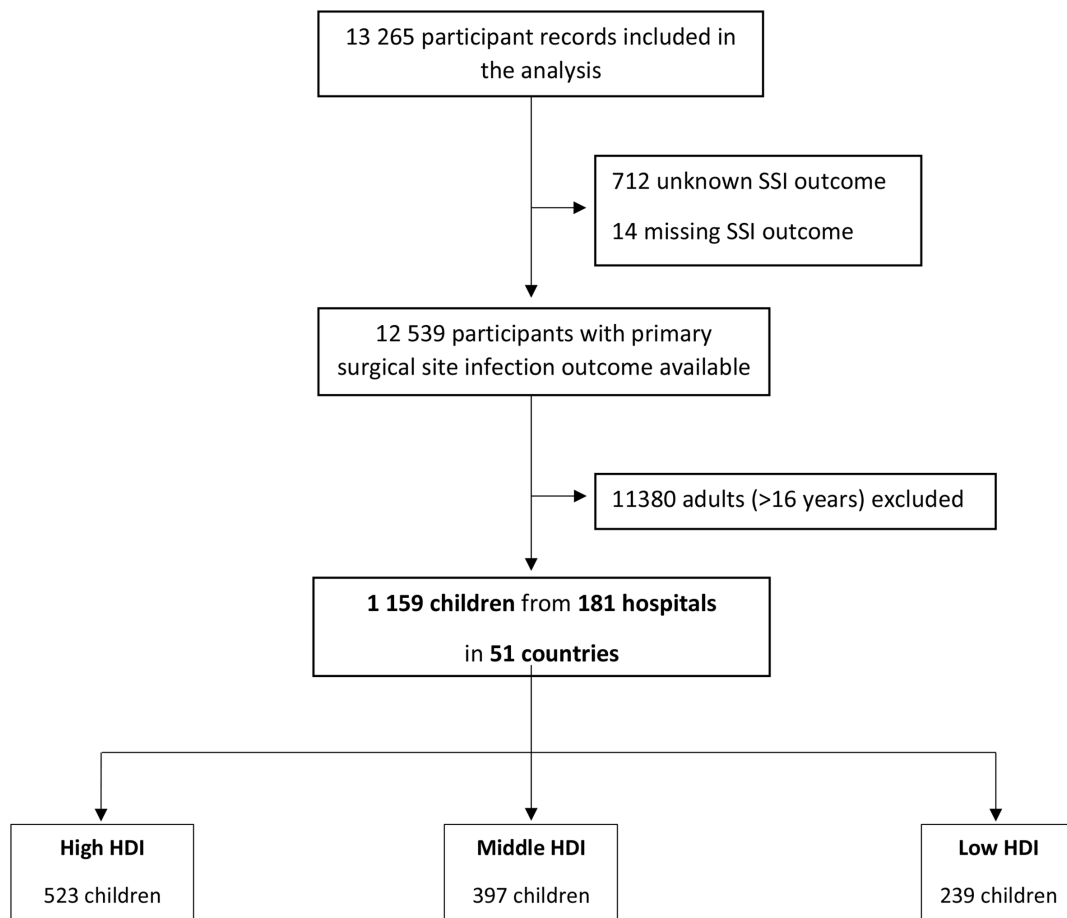 13 265 participant records included in
the analysis
712 unknown SSI outcome
14 missing SSI outcome
12 539 participants with primary
surgical site infection outcome available
11380 adults (>16 years) excluded
1 159 children from 181 hospitals
in 51 countries
High HDI
523 children
Middle HDI
397 children
Low HDI
239 children